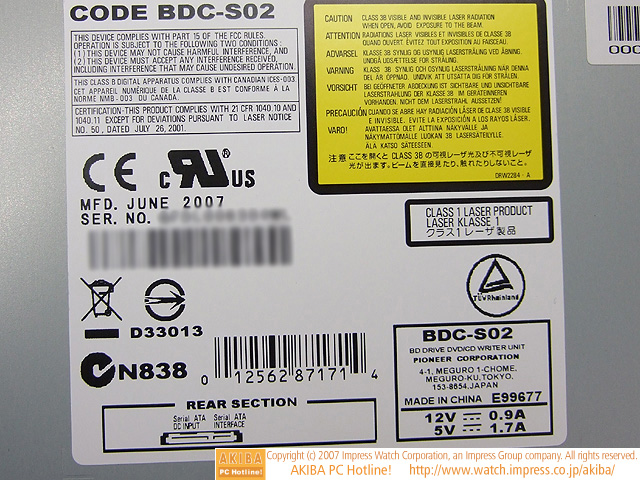 CODE BDC-S02
THIS DEVICE COMPLIES WITH PART 15 OF THE FCC RULES.
OPERATION IS SUBJECT TO THE FOLLOWING TWO CONDITIONS:
(1) THIS DEVICE MAY NOT CAUSE HARMFUL INTERFERENCE, AND
(2) THIS DEVICE MUST ACCEPT ANY INTERFERENCE RECEIVED,
INCLUDING INTERFERENCE THAT MAY CAUSE UNDESIRED OPERATION.
THIS CLASS B DIGITAL APPARATUS COMPLIES WITH CANADIAN ICES-003.
CET APPAREIL NUMÉRIQUE DE LA CLASSE B EST CONFORME À LA
NORME NMB-003 DU CANADA.
CERTIFICATION:THIS PRODUCT COMPLIES WITH 21 CFR 1040.10 AND
1040.11 EXCEPT FOR DEVIATIONS PURSUANT TO LASER NOTICE
NO. 50, DATED JULY 26, 2001.
CE c RU ® US
MFD. JUNE 2007
SER. NO.
D33013
N838
0 12562 87171 4
REAR SECTION
Serial ATA DC INPUT
Serial ATA INTERFACE
CAUTION CLASS 3B VISIBLE AND INVISIBLE LASER RADIATION
WHEN OPEN, AVOID EXPOSURE TO THE BEAM.
ATTENTION RADIATIONS LASER VISIBLES ET INVISIBLES DE CLASSE 3B
QUAND OUVERT. ÉVITEZ TOUT EXPOSITION AU FAISCEAU.
ADVARSEL KLASSE 3B SYNLIG OG USYNLIG LASERSTRÅLING VED ÅBNING.
UNDGÅ UDSÆTTELSE FOR STRÅLING.
VARNING KLASS 3B SYNLIG OCH OSYNLIG LASERSTRÅLNING NÄR DENNA
DEL ÄR ÖPPNAD. UNDVIK ATT UTSÄTTA DIG FÖR STRÅLEN.
VORSICHT BEI GEÖFFNETER ABDECKUNG IST SICHTBARE UND UNSICHTBARE
LASERSTRAHLUNG DER KLASSE 3B IM GERÄTEINNEREN
VORHANDEN. NICHT DEM LASERSTRAHL AUSSETZEN!
PRECAUCIÓN CUANDO SE ABRE HAY RADIACIÓN LÁSER DE CLASE 3B VISIBLE
E INVISIBLE. EVITE LA EXPOSICIÓN A LOS RAYOS LÁSER.
VARO! AVATTAESSA OLET ALTTIINA NÄKYVÄLLE JA
NÄKYMÄTTÖMALLE LUOKAN 3B LASERSÄTEILYLLE.
ÄLÄ KATSO SÄTEESEEN.
注意 ここを開くと CLASS 3B の可視レーザ光及び不可視レーザ
光が出ます。ビームを直接見たり、触れたりしないこと。
DRW2284 - A
CLASS 1 LASER PRODUCT
LASER KLASSE 1
クラス1 レーザ製品
TÜVRheinland
BDC-S02
BD DRIVE DVD/CD WRITER UNIT
PIONEER CORPORATION
4-1, MEGURO 1-CHOME,
MEGURO-KU,TOKYO,
153-8654,JAPAN
MADE IN CHINA E99677
12V ⎓ 0.9A
5V ⎓ 1.7A
AKIBA PC Hotline!
Copyright (c) 2007 Impress Watch Corporation, an Impress Group company. All rights reserved.
AKIBA PC Hotline! http://www.watch.impress.co.jp/akiba/